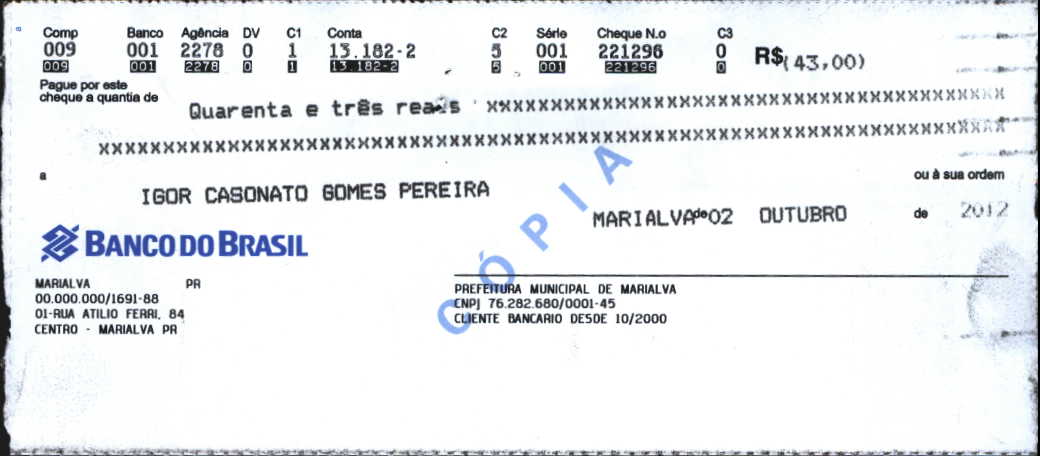 Comp Banco Agência DV C1 Conta C2 Série Cheque N.o C3
009 001 2278 0 1 13.182-2 5 001 221296 0 R$(43,00)
009 001 2278 0 1 13.182-2 5 001 221296 0
Pague por este
cheque a quantia de
Quarenta e três reais xxxxxxxxxxxxxxxxxxxxxxxxxxxxxxxxxxxxxxxxx
xxxxxxxxxxxxxxxxxxxxxxxxxxxxxxxxxxxxxxxxxxxxxxxxxxxxxxxxxxxxxxxxxxxxxx
a
ou à sua ordem
IGOR CASONATO GOMES PEREIRA
MARIALVA de 02 OUTUBRO de 2012
BANCO DO BRASIL
CÓPIA
MARIALVA PR
00.000.000/1691-88
01-RUA ATILIO FERRI, 84
CENTRO - MARIALVA PR
PREFEITURA MUNICIPAL DE MARIALVA
CNPJ 76.282.680/0001-45
CLIENTE BANCARIO DESDE 10/2000